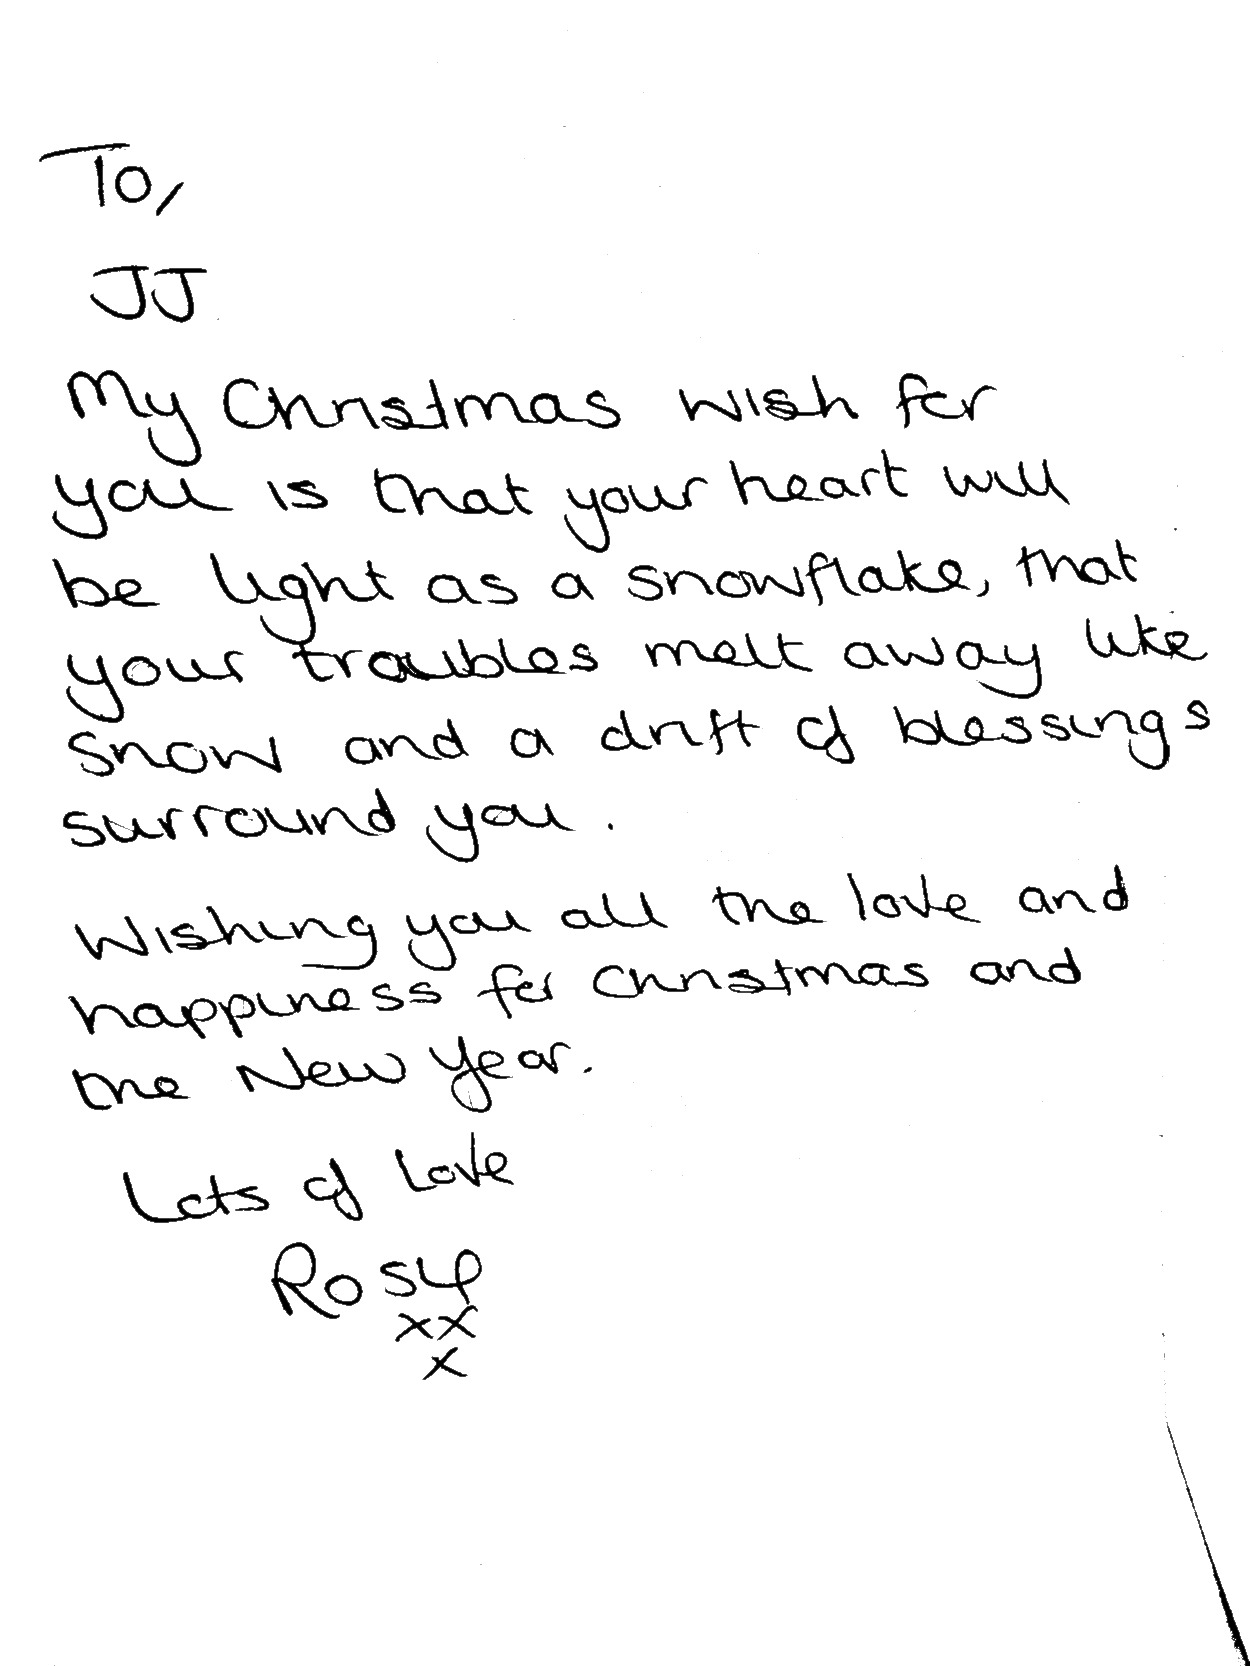 To,
JJ
My Christmas wish for
you is that your heart will
be light as a snowflake, that
your troubles melt away like
snow and a drift of blessings
surround you.
Wishing you all the love and
happiness for Christmas and
the New Year.
Lots of Love
Rosy
xx
x